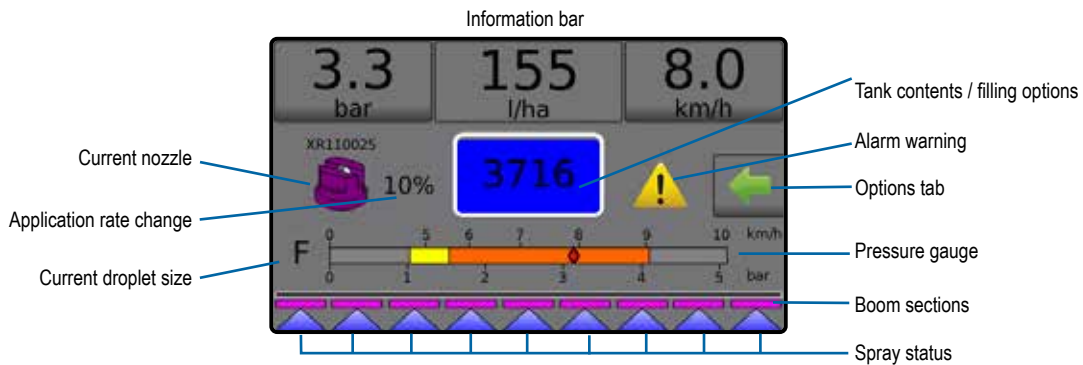 Information bar
3.3
bar
155
l/ha
8.0
km/h
Tank contents / filling options
Alarm warning
Options tab
Pressure gauge
Boom sections
Spray status
Current nozzle
Application rate change
Current droplet size
XR110025
10%
3716
F
0 5 6 7 8 9 10 km/h
0 1 2 3 4 5 bar